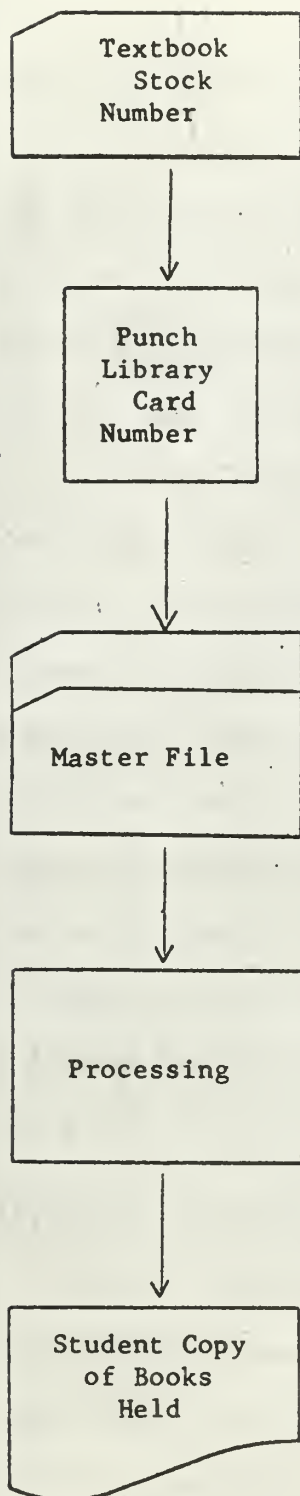 Textbook
Stock
Number
Punch
Library
Card
Number
Master File
Processing
Student Copy
of Books
Held